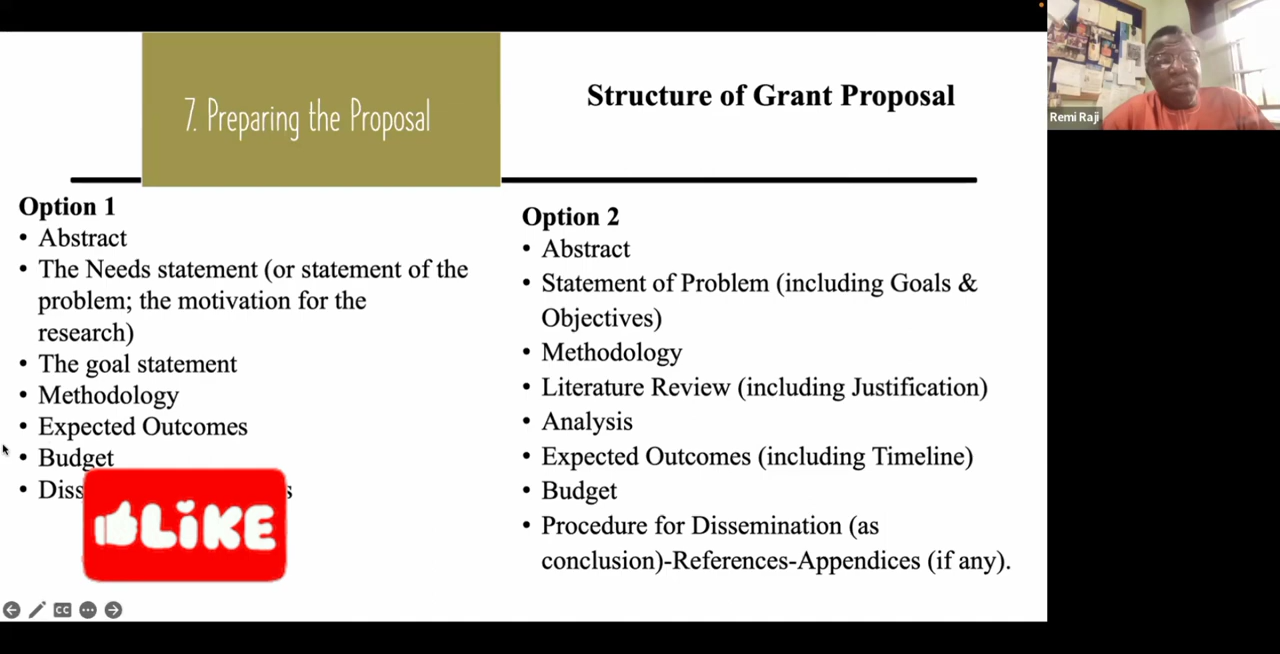 7. Preparing the Proposal
Structure of Grant Proposal
Option 1
• Abstract
• The Needs statement (or statement of the
problem; the motivation for the
research)
• The goal statement
• Methodology
• Expected Outcomes
• Budget
•
LiKE
Option 2
• Abstract
• Statement of Problem (including Goals &
Objectives)
• Methodology
• Literature Review (including Justification)
• Analysis
• Expected Outcomes (including Timeline)
• Budget
• Procedure for Dissemination (as
conclusion)-References-Appendices (if any).
CC
Remi Raji